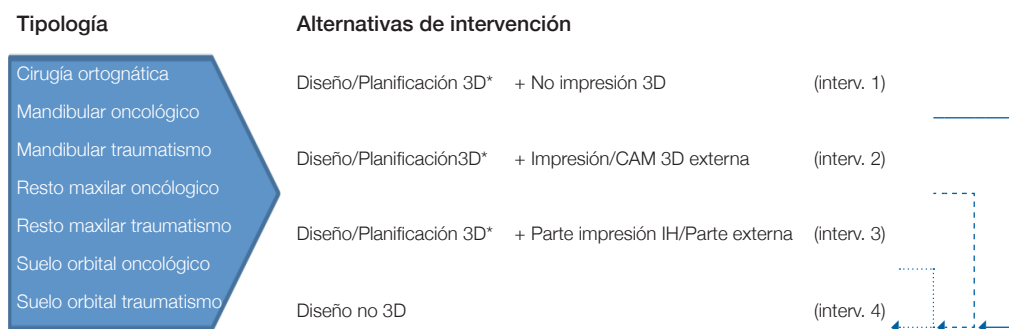 Tipología
Alternativas de intervención
Cirugía ortognática
Mandibular oncológico
Mandibular traumatismo
Resto maxilar oncólogico
Resto maxilar traumatismo
Suelo orbital oncológico
Suelo orbital traumatismo
Diseño/Planificación 3D* + No impresión 3D (interv. 1)
Diseño/Planificación3D* + Impresión/CAM 3D externa (interv. 2)
Diseño/Planificación 3D* + Parte impresión IH/Parte externa (interv. 3)
Diseño no 3D (interv. 4)